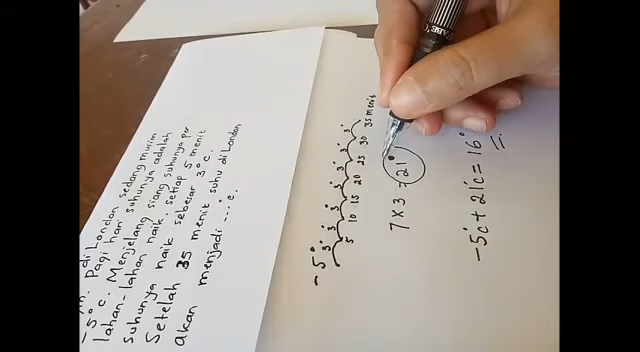 di London sedang musim
-5°C. Pagi hari suhunya adalah
lahan-lahan naik. Menjelang siang suhunya per
suhunya naik setiap 5 menit
Setelah 35 menit suhu di London
akan menjadi .... C.
-5°
3° 3° 3 3 3° 3° 3°
5 10 15 20 25 30 35 menit
7 x 3 = 21°
-5°C + 21°C = 16°